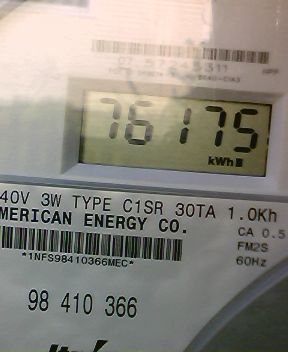 76175
kWh
40V 3W TYPE C1SR 30TA 1.0Kh
MERICAN ENERGY CO.
CA 0.5
FM2S
*1NFS98410366MEC*
60Hz
98 410 366